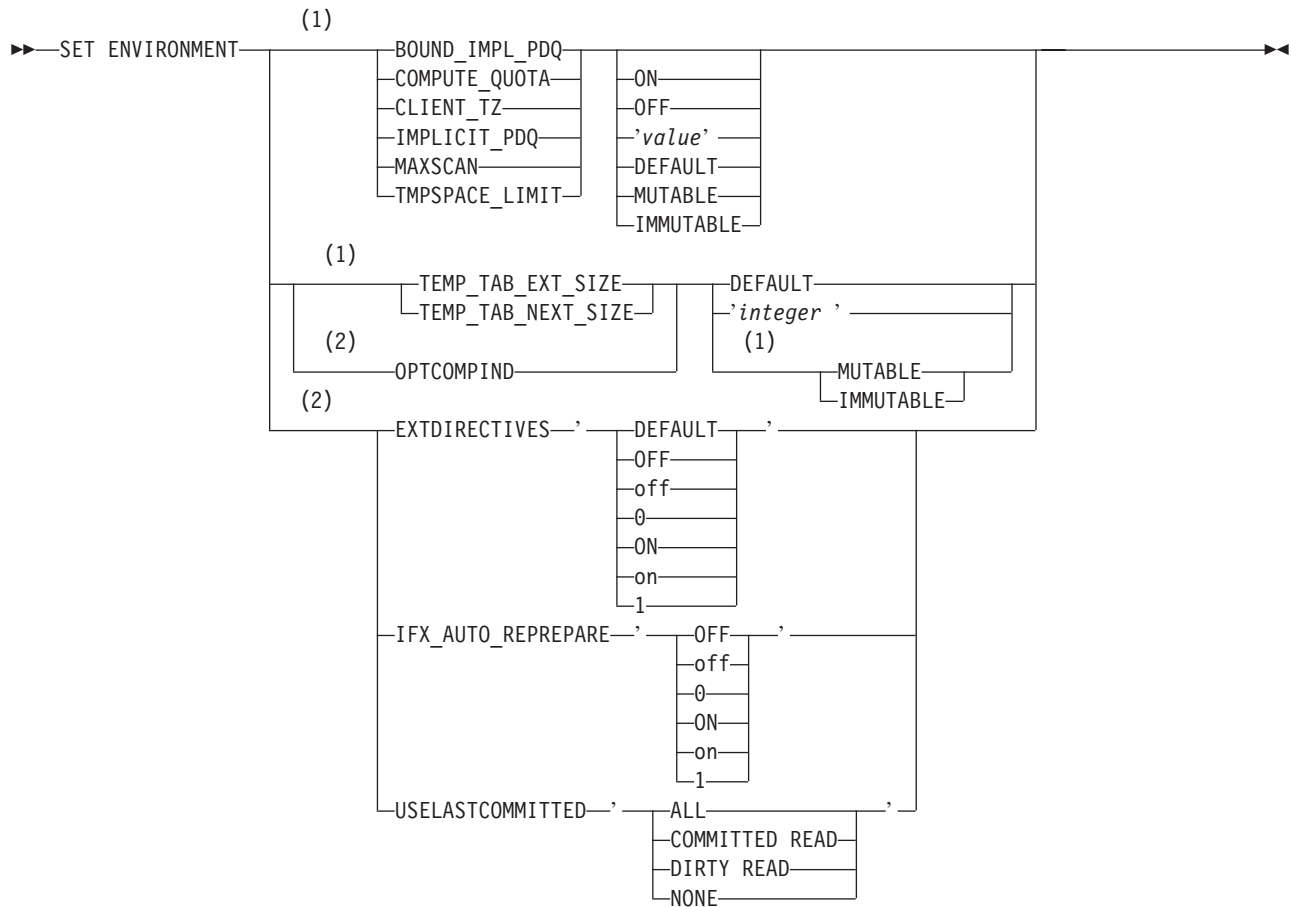 (1)
SET ENVIRONMENT BOUND_IMPL_PDQ
COMPUTE_QUOTA ON
CLIENT_TZ OFF
IMPLICIT_PDQ 'value'
MAXSCAN DEFAULT
TMPSPACE_LIMIT MUTABLE
IMMUTABLE
(1)
TEMP_TAB_EXT_SIZE DEFAULT
TEMP_TAB_NEXT_SIZE 'integer '
(2) (1)
OPTCOMPIND MUTABLE
IMMUTABLE
(2)
EXTDIRECTIVES ' DEFAULT '
OFF
off
0
ON
on
1
IFX_AUTO_REPREPARE ' OFF '
off
0
ON
on
1
USELASTCOMMITTED ' ALL '
COMMITTED READ
DIRTY READ
NONE